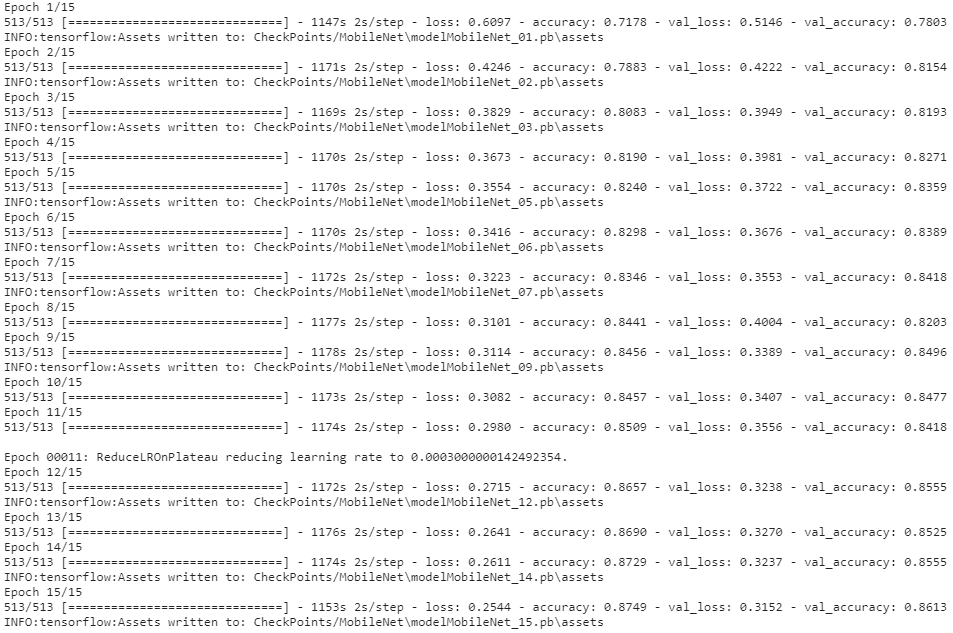 Epoch 1/15
513/513 [==============================] - 1147s 2s/step - loss: 0.6097 - accuracy: 0.7178 - val_loss: 0.5146 - val_accuracy: 0.7803
INFO:tensorflow:Assets written to: CheckPoints/MobileNet\modelMobileNet_01.pb\assets
Epoch 2/15
513/513 [==============================] - 1171s 2s/step - loss: 0.4246 - accuracy: 0.7883 - val_loss: 0.4222 - val_accuracy: 0.8154
INFO:tensorflow:Assets written to: CheckPoints/MobileNet\modelMobileNet_02.pb\assets
Epoch 3/15
513/513 [==============================] - 1169s 2s/step - loss: 0.3829 - accuracy: 0.8083 - val_loss: 0.3949 - val_accuracy: 0.8193
INFO:tensorflow:Assets written to: CheckPoints/MobileNet\modelMobileNet_03.pb\assets
Epoch 4/15
513/513 [==============================] - 1170s 2s/step - loss: 0.3673 - accuracy: 0.8190 - val_loss: 0.3981 - val_accuracy: 0.8271
Epoch 5/15
513/513 [==============================] - 1170s 2s/step - loss: 0.3554 - accuracy: 0.8240 - val_loss: 0.3722 - val_accuracy: 0.8359
INFO:tensorflow:Assets written to: CheckPoints/MobileNet\modelMobileNet_05.pb\assets
Epoch 6/15
513/513 [==============================] - 1170s 2s/step - loss: 0.3416 - accuracy: 0.8298 - val_loss: 0.3676 - val_accuracy: 0.8389
INFO:tensorflow:Assets written to: CheckPoints/MobileNet\modelMobileNet_06.pb\assets
Epoch 7/15
513/513 [==============================] - 1172s 2s/step - loss: 0.3223 - accuracy: 0.8346 - val_loss: 0.3553 - val_accuracy: 0.8418
INFO:tensorflow:Assets written to: CheckPoints/MobileNet\modelMobileNet_07.pb\assets
Epoch 8/15
513/513 [==============================] - 1177s 2s/step - loss: 0.3101 - accuracy: 0.8441 - val_loss: 0.4004 - val_accuracy: 0.8203
Epoch 9/15
513/513 [==============================] - 1178s 2s/step - loss: 0.3114 - accuracy: 0.8456 - val_loss: 0.3389 - val_accuracy: 0.8496
INFO:tensorflow:Assets written to: CheckPoints/MobileNet\modelMobileNet_09.pb\assets
Epoch 10/15
513/513 [==============================] - 1173s 2s/step - loss: 0.3082 - accuracy: 0.8457 - val_loss: 0.3407 - val_accuracy: 0.8477
Epoch 11/15
513/513 [==============================] - 1174s 2s/step - loss: 0.2980 - accuracy: 0.8509 - val_loss: 0.3556 - val_accuracy: 0.8418
Epoch 00011: ReduceLROnPlateau reducing learning rate to 0.0003000000142492354.
Epoch 12/15
513/513 [==============================] - 1172s 2s/step - loss: 0.2715 - accuracy: 0.8657 - val_loss: 0.3238 - val_accuracy: 0.8555
INFO:tensorflow:Assets written to: CheckPoints/MobileNet\modelMobileNet_12.pb\assets
Epoch 13/15
513/513 [==============================] - 1176s 2s/step - loss: 0.2641 - accuracy: 0.8690 - val_loss: 0.3270 - val_accuracy: 0.8525
Epoch 14/15
513/513 [==============================] - 1174s 2s/step - loss: 0.2611 - accuracy: 0.8729 - val_loss: 0.3237 - val_accuracy: 0.8555
INFO:tensorflow:Assets written to: CheckPoints/MobileNet\modelMobileNet_14.pb\assets
Epoch 15/15
513/513 [==============================] - 1153s 2s/step - loss: 0.2544 - accuracy: 0.8749 - val_loss: 0.3152 - val_accuracy: 0.8613
INFO:tensorflow:Assets written to: CheckPoints/MobileNet\modelMobileNet_15.pb\assets